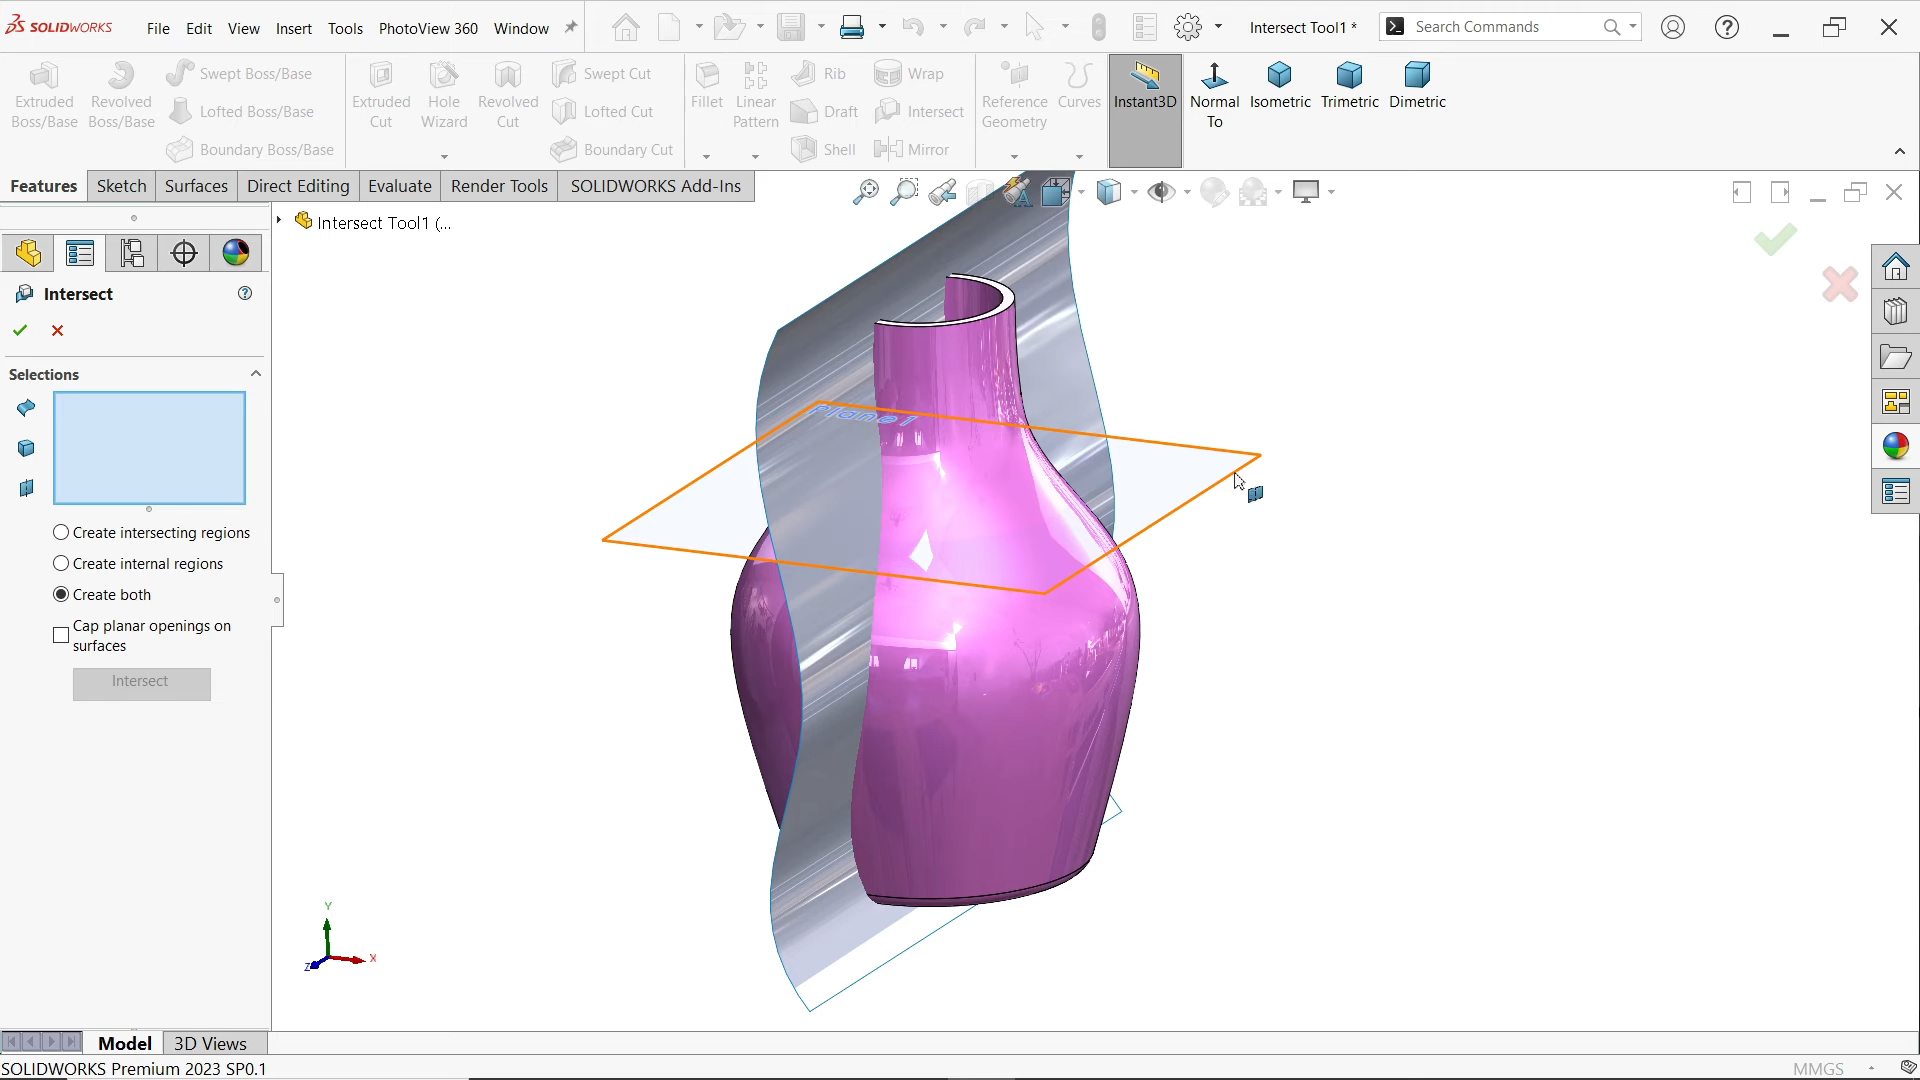 SOLIDWORKS File Edit View Insert Tools PhotoView 360 Window Intersect Tool1 * Search Commands
Extruded Boss/Base
Revolved Boss/Base
Swept Boss/Base
Lofted Boss/Base
Boundary Boss/Base
Extruded Cut
Hole Wizard
Revolved Cut
Swept Cut
Lofted Cut
Boundary Cut
Fillet
Linear Pattern
Rib
Draft
Shell
Wrap
Intersect
Mirror
Reference Geometry
Curves
Instant3D
Normal To
Isometric
Trimetric
Dimetric
Features Sketch Surfaces Direct Editing Evaluate Render Tools SOLIDWORKS Add-Ins
Intersect Tool1 (...
Intersect
Selections
Create intersecting regions
Create internal regions
Create both
Cap planar openings on
surfaces
Intersect
Plane1
Y
X
Z
Model 3D Views
SOLIDWORKS Premium 2023 SP0.1
MMGS